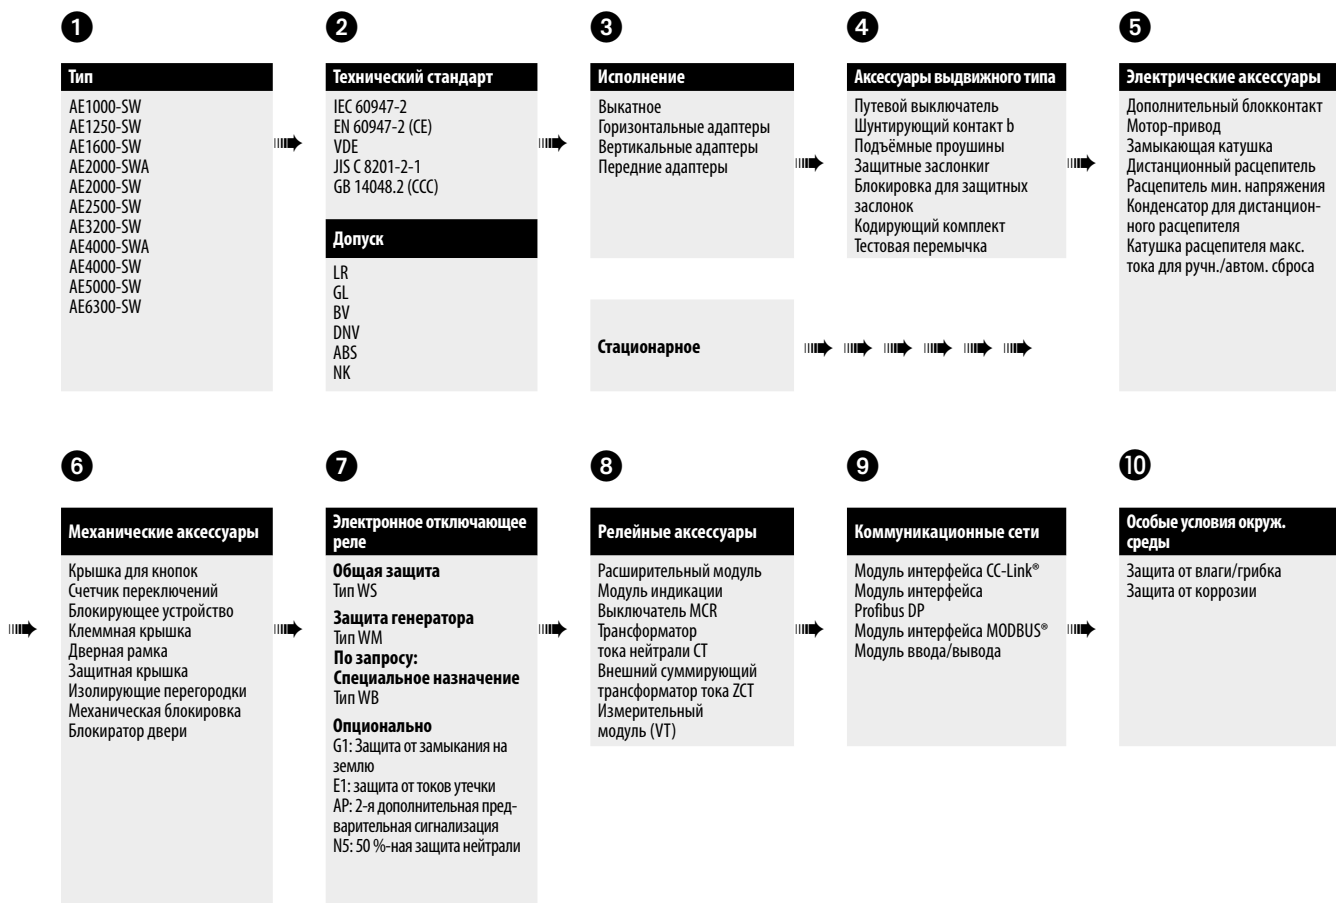 1
Тип
AE1000-SW
AE1250-SW
AE1600-SW
AE2000-SWA
AE2000-SW
AE2500-SW
AE3200-SW
AE4000-SWA
AE4000-SW
AE5000-SW
AE6300-SW
2
Технический стандарт
IEC 60947-2
EN 60947-2 (CE)
VDE
JIS C 8201-2-1
GB 14048.2 (CCC)
Допуск
LR
GL
BV
DNV
ABS
NK
3
Исполнение
Выкатное
Горизонтальные адаптеры
Вертикальные адаптеры
Передние адаптеры
Стационарное
4
Аксессуары выдвижного типа
Путевой выключатель
Шунтирующий контакт b
Подъёмные проушины
Защитные заслонкиr
Блокировка для защитных
заслонок
Кодирующий комплект
Тестовая перемычка
5
Электрические аксессуары
Дополнительный блокконтакт
Мотор-привод
Замыкающая катушка
Дистанционный расцепитель
Расцепитель мин. напряжения
Конденсатор для дистанцион-
ного расцепителя
Катушка расцепителя макс.
тока для ручн./автом. сброса
6
Механические аксессуары
Крышка для кнопок
Счетчик переключений
Блокирующее устройство
Клеммная крышка
Дверная рамка
Защитная крышка
Изолирующие перегородки
Механическая блокировка
Блокиратор двери
7
Электронное отключающее
реле
Общая защита
Тип WS
Защита генератора
Тип WM
По запросу:
Специальное назначение
Тип WB
Опционально
G1: Защита от замыкания на
землю
E1: защита от токов утечки
AP: 2-я дополнительная пред-
варительная сигнализация
N5: 50 %-ная защита нейтрали
8
Релейные аксессуары
Расширительный модуль
Модуль индикации
Выключатель MCR
Трансформатор
тока нейтрали CT
Внешний суммирующий
трансформатор тока ZCT
Измерительный
модуль (VT)
9
Коммуникационные сети
Модуль интерфейса CC-Link®
Модуль интерфейса
Profibus DP
Модуль интерфейса MODBUS®
Модуль ввода/вывода
10
Особые условия окруж.
среды
Защита от влаги/грибка
Защита от коррозии